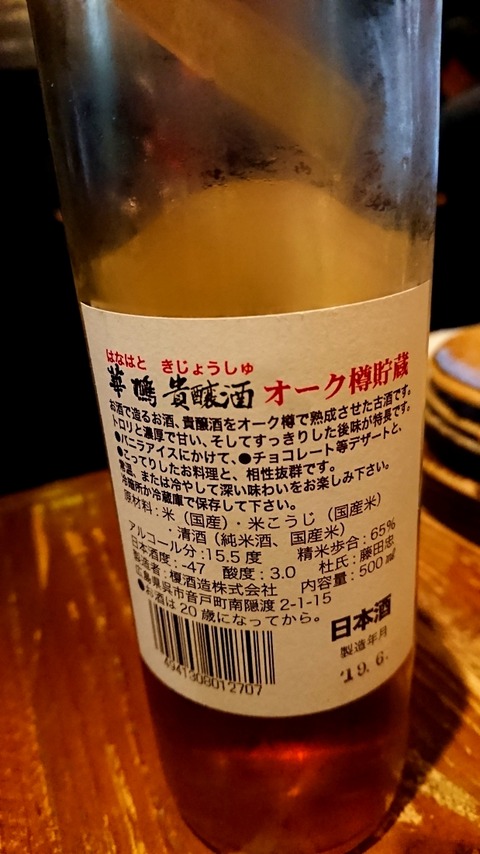 はなはと きじょうしゅ
華鳩 貴醸酒 オーク樽貯蔵
お酒で造るお酒、貴醸酒をオーク樽で熟成させた古酒です。
トロリと濃厚で甘い、そしてすっきりした後味が特長です。
●バニラアイスにかけて、●チョコレート等デザートと、
●こってりしたお料理と、相性抜群です。
常温、または冷やして深い味わいをお楽しみ下さい。
冷暗所か冷蔵庫で保存して下さい。
原材料:米(国産)・米こうじ(国産米)
・清酒(純米酒、国産米)
アルコール分:15.5度 精米歩合:65%
日本酒度:-47 酸度:3.0 杜氏:藤田忠
製造者:榎酒造株式会社 内容量:500㎖
広島県呉市音戸町南隠渡2-1-15
●お酒は20歳になってから。
日本酒
製造年月
'19.6.
4941308012707